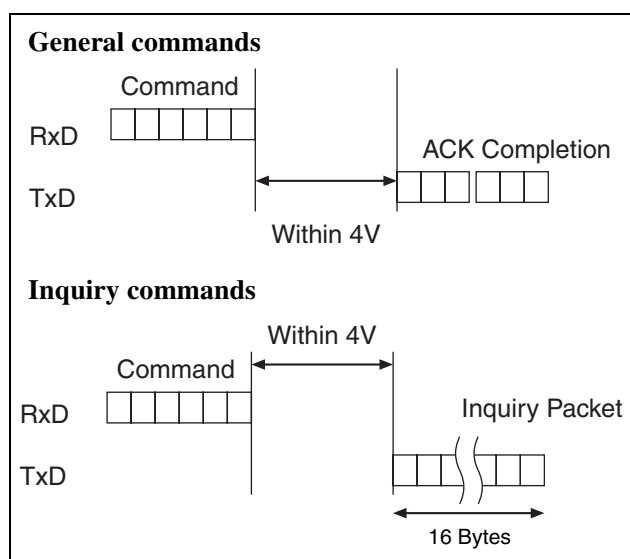 General commands
Command
RxD
ACK Completion
TxD
Within 4V
Inquiry commands
Within 4V
Command
RxD
Inquiry Packet
TxD
16 Bytes